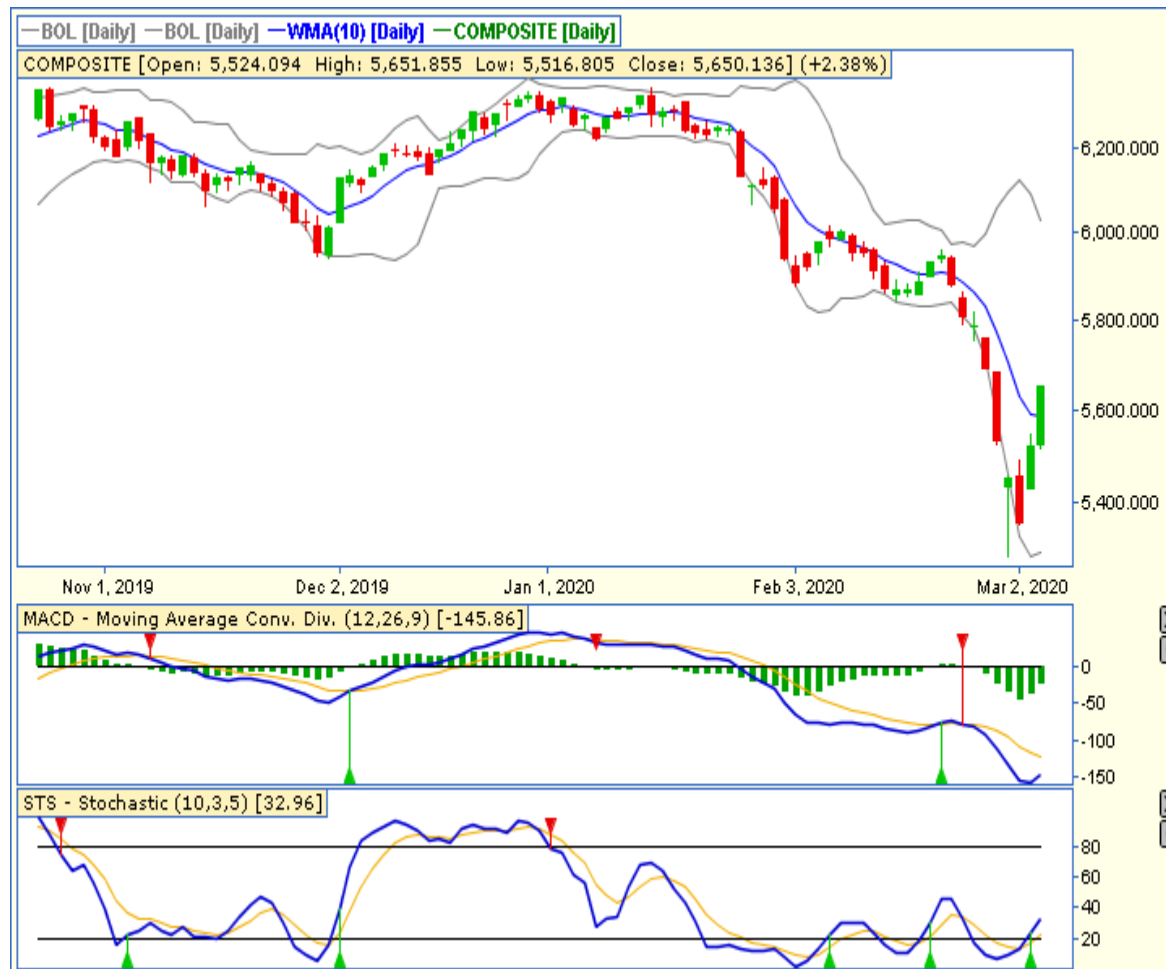 BOL [Daily] BOL [Daily] WMA(10) [Daily] COMPOSITE [Daily]
COMPOSITE [Open: 5,524.094 High: 5,651.855 Low: 5,516.805 Close: 5,650.136] (+2.38%)
6,200.000
6,000.000
5,800.000
5,600.000
5,400.000
Nov 1, 2019 Dec 2, 2019 Jan 1, 2020 Feb 3, 2020 Mar 2, 2020
MACD - Moving Average Conv. Div. (12,26,9) [-145.86]
0
-50
-100
-150
STS - Stochastic (10,3,5) [32.96]
80
60
40
20